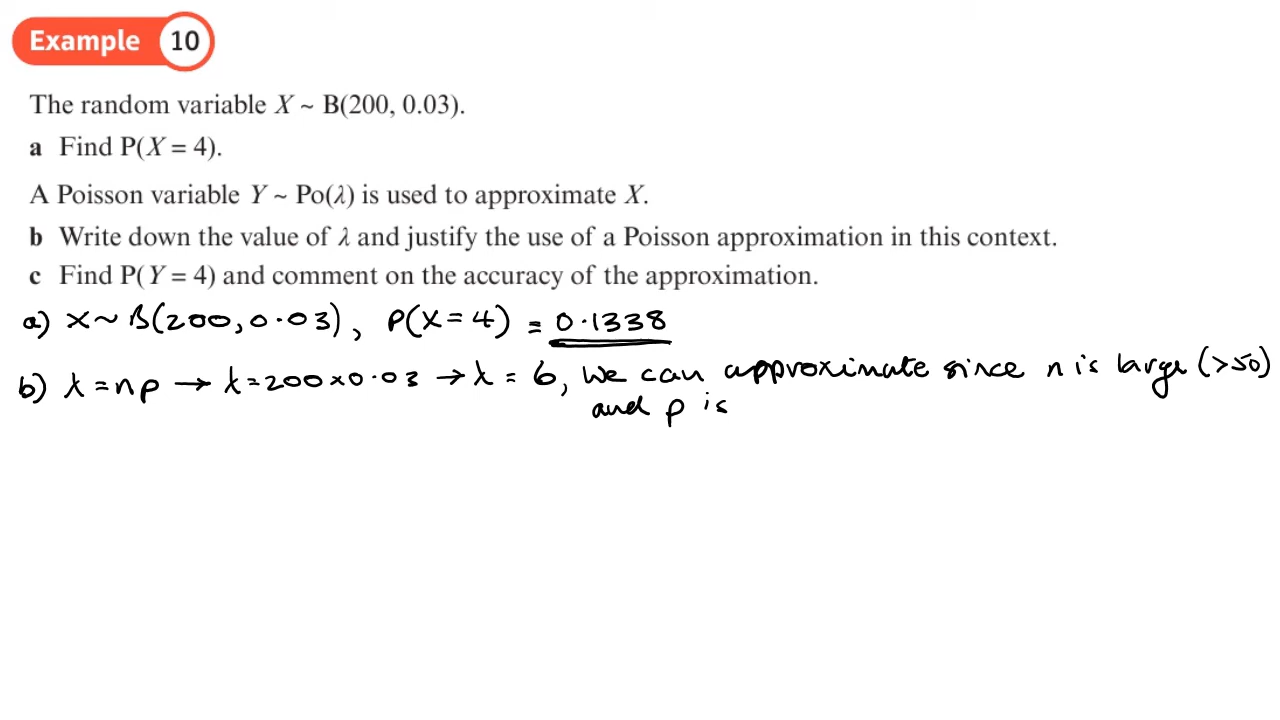 Example 10
The random variable X ~ B(200, 0.03).
a Find P(X = 4).
A Poisson variable Y ~ Po(λ) is used to approximate X.
b Write down the value of λ and justify the use of a Poisson approximation in this context.
c Find P(Y = 4) and comment on the accuracy of the approximation.
a) X~B(200, 0.03), P(X=4) = 0.1338
b) λ=np → λ=200×0.03 → λ=6, We can approximate since n is large (>50)
and p is